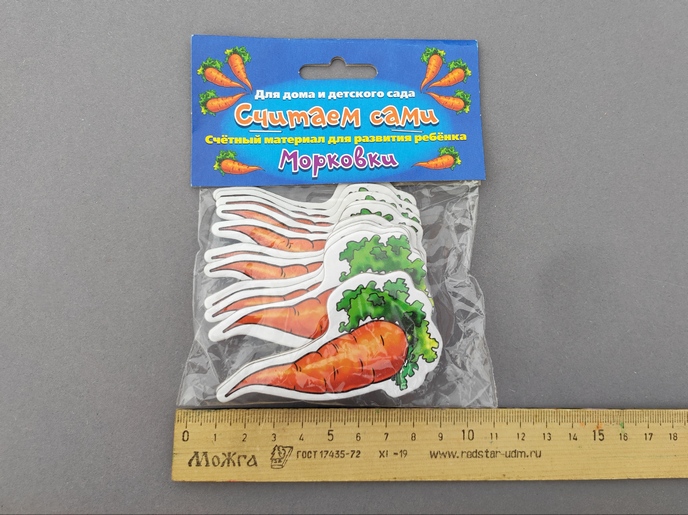 Для дома и детского сада
Считаем сами
Счётный материал для развития ребёнка
Морковки
0 1 2 3 4 5 6 7 8 9 10 11 12 13 14 15 16 17 18
МоЖга ГОСТ 17435-72 XI -19 www.redstar-udm.ru